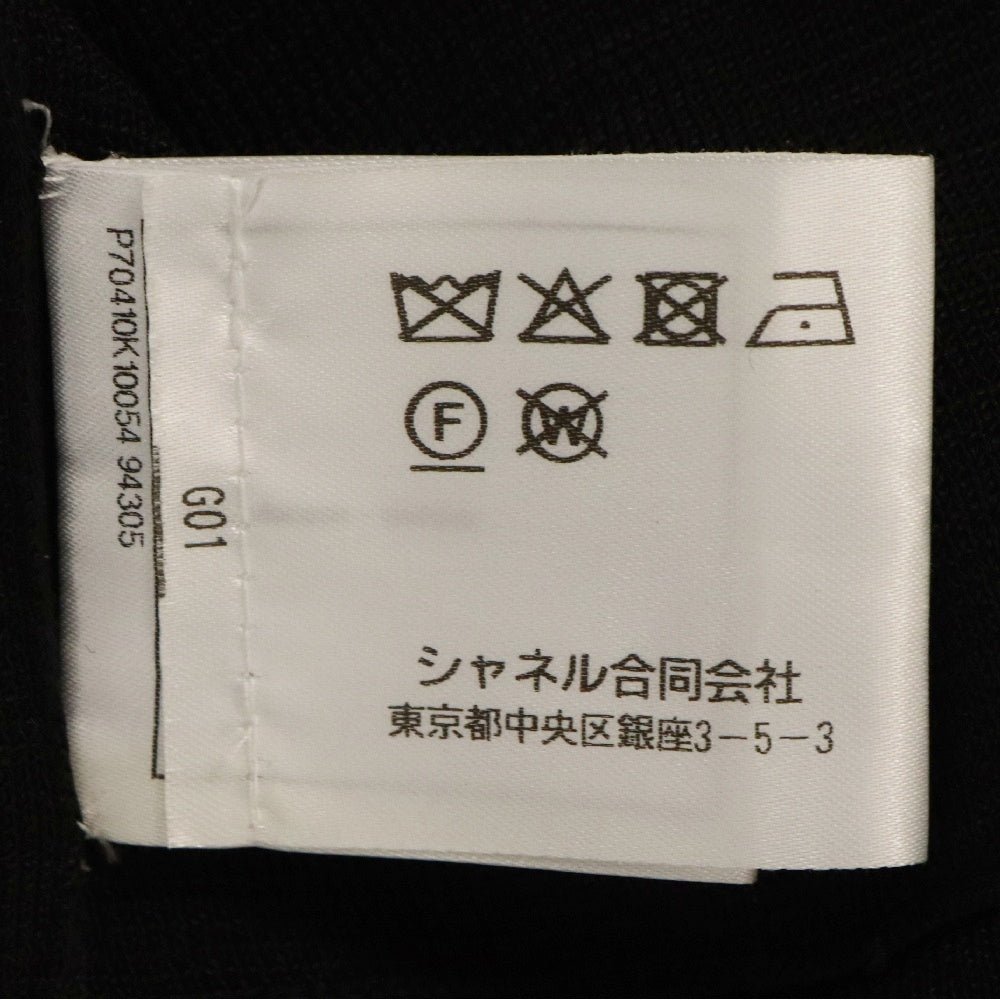 P70410K10054 94305
G01
F
W
シャネル合同会社
東京都中央区銀座3-5-3